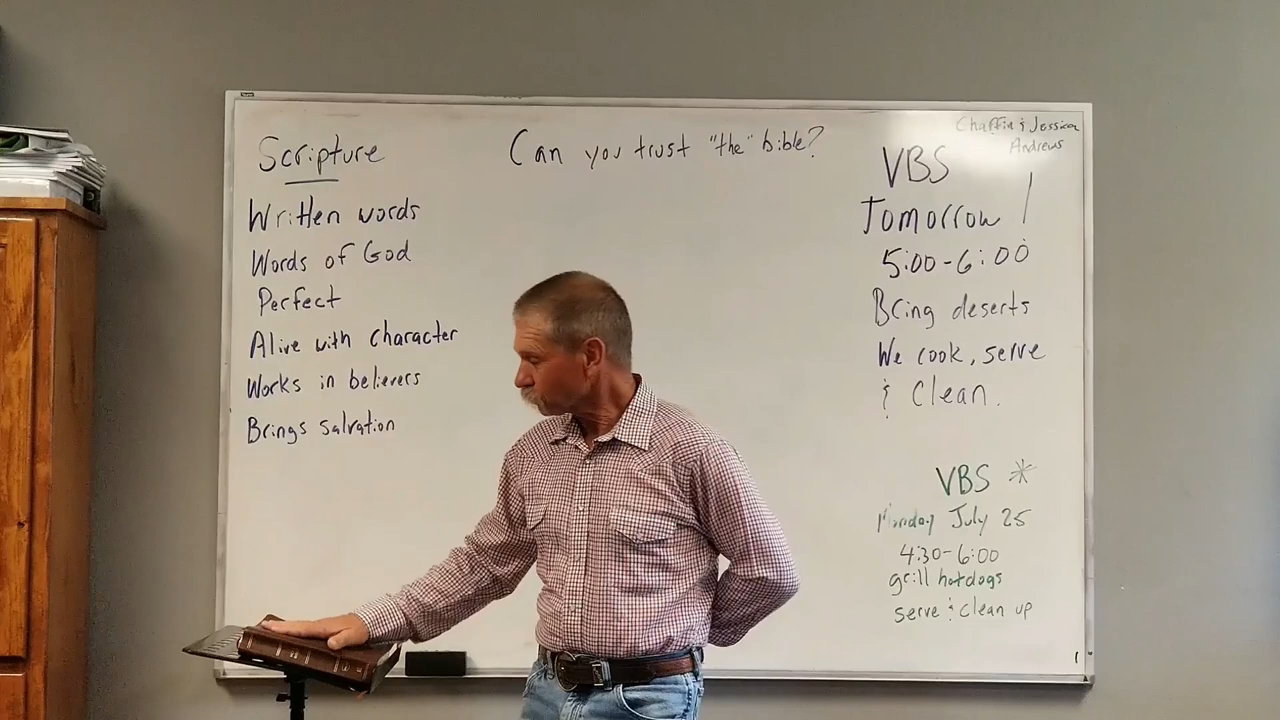 Scripture
Written words
Words of God
Perfect
Alive with character
Works in believers
Brings salvation
Can you trust "the" bible?
Chaffin & Jessica
Andrews
VBS
Tomorrow !
5:00-6:00
Bring deserts
We cook, serve
& Clean.
VBS *
Monday July 25
4:30-6:00
grill hotdogs
serve & clean up